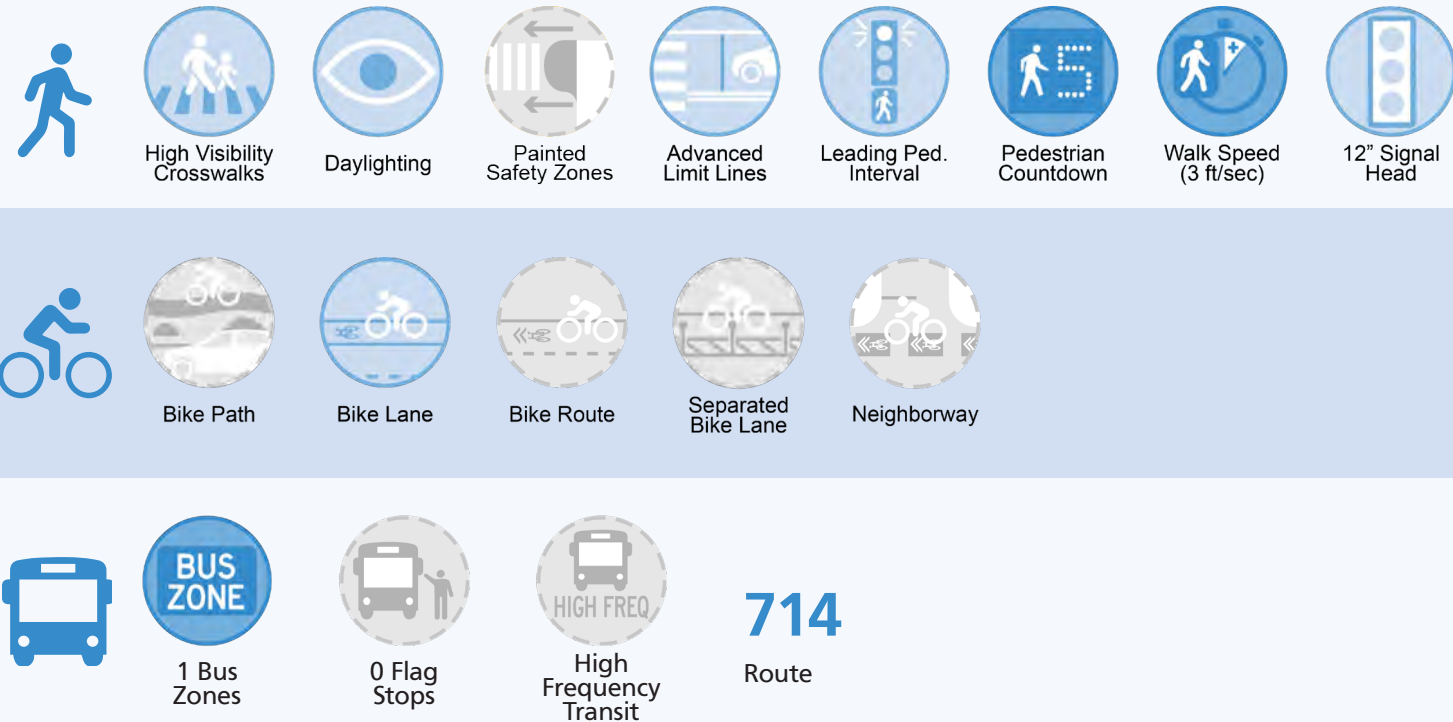 High Visibility
Crosswalks
Daylighting
Painted
Safety Zones
Advanced
Limit Lines
Leading Ped.
Interval
5
Pedestrian
Countdown
Walk Speed
(3 ft/sec)
12” Signal
Head
Bike Path
Bike Lane
Bike Route
Separated
Bike Lane
Neighborway
BUS
ZONE
1 Bus
Zones
0 Flag
Stops
HIGH FREQ
High
Frequency
Transit
714
Route